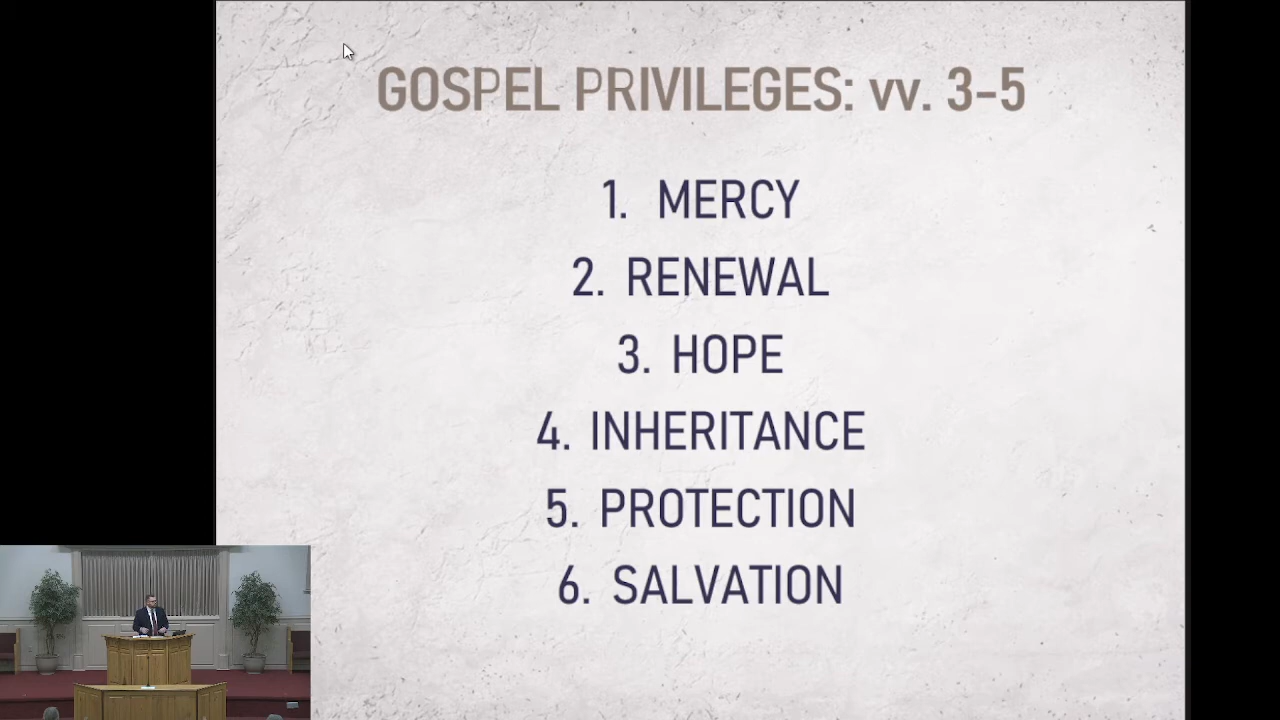 GOSPEL PRIVILEGES: vv. 3-5
1. MERCY
2. RENEWAL
3. HOPE
4. INHERITANCE
5. PROTECTION
6. SALVATION